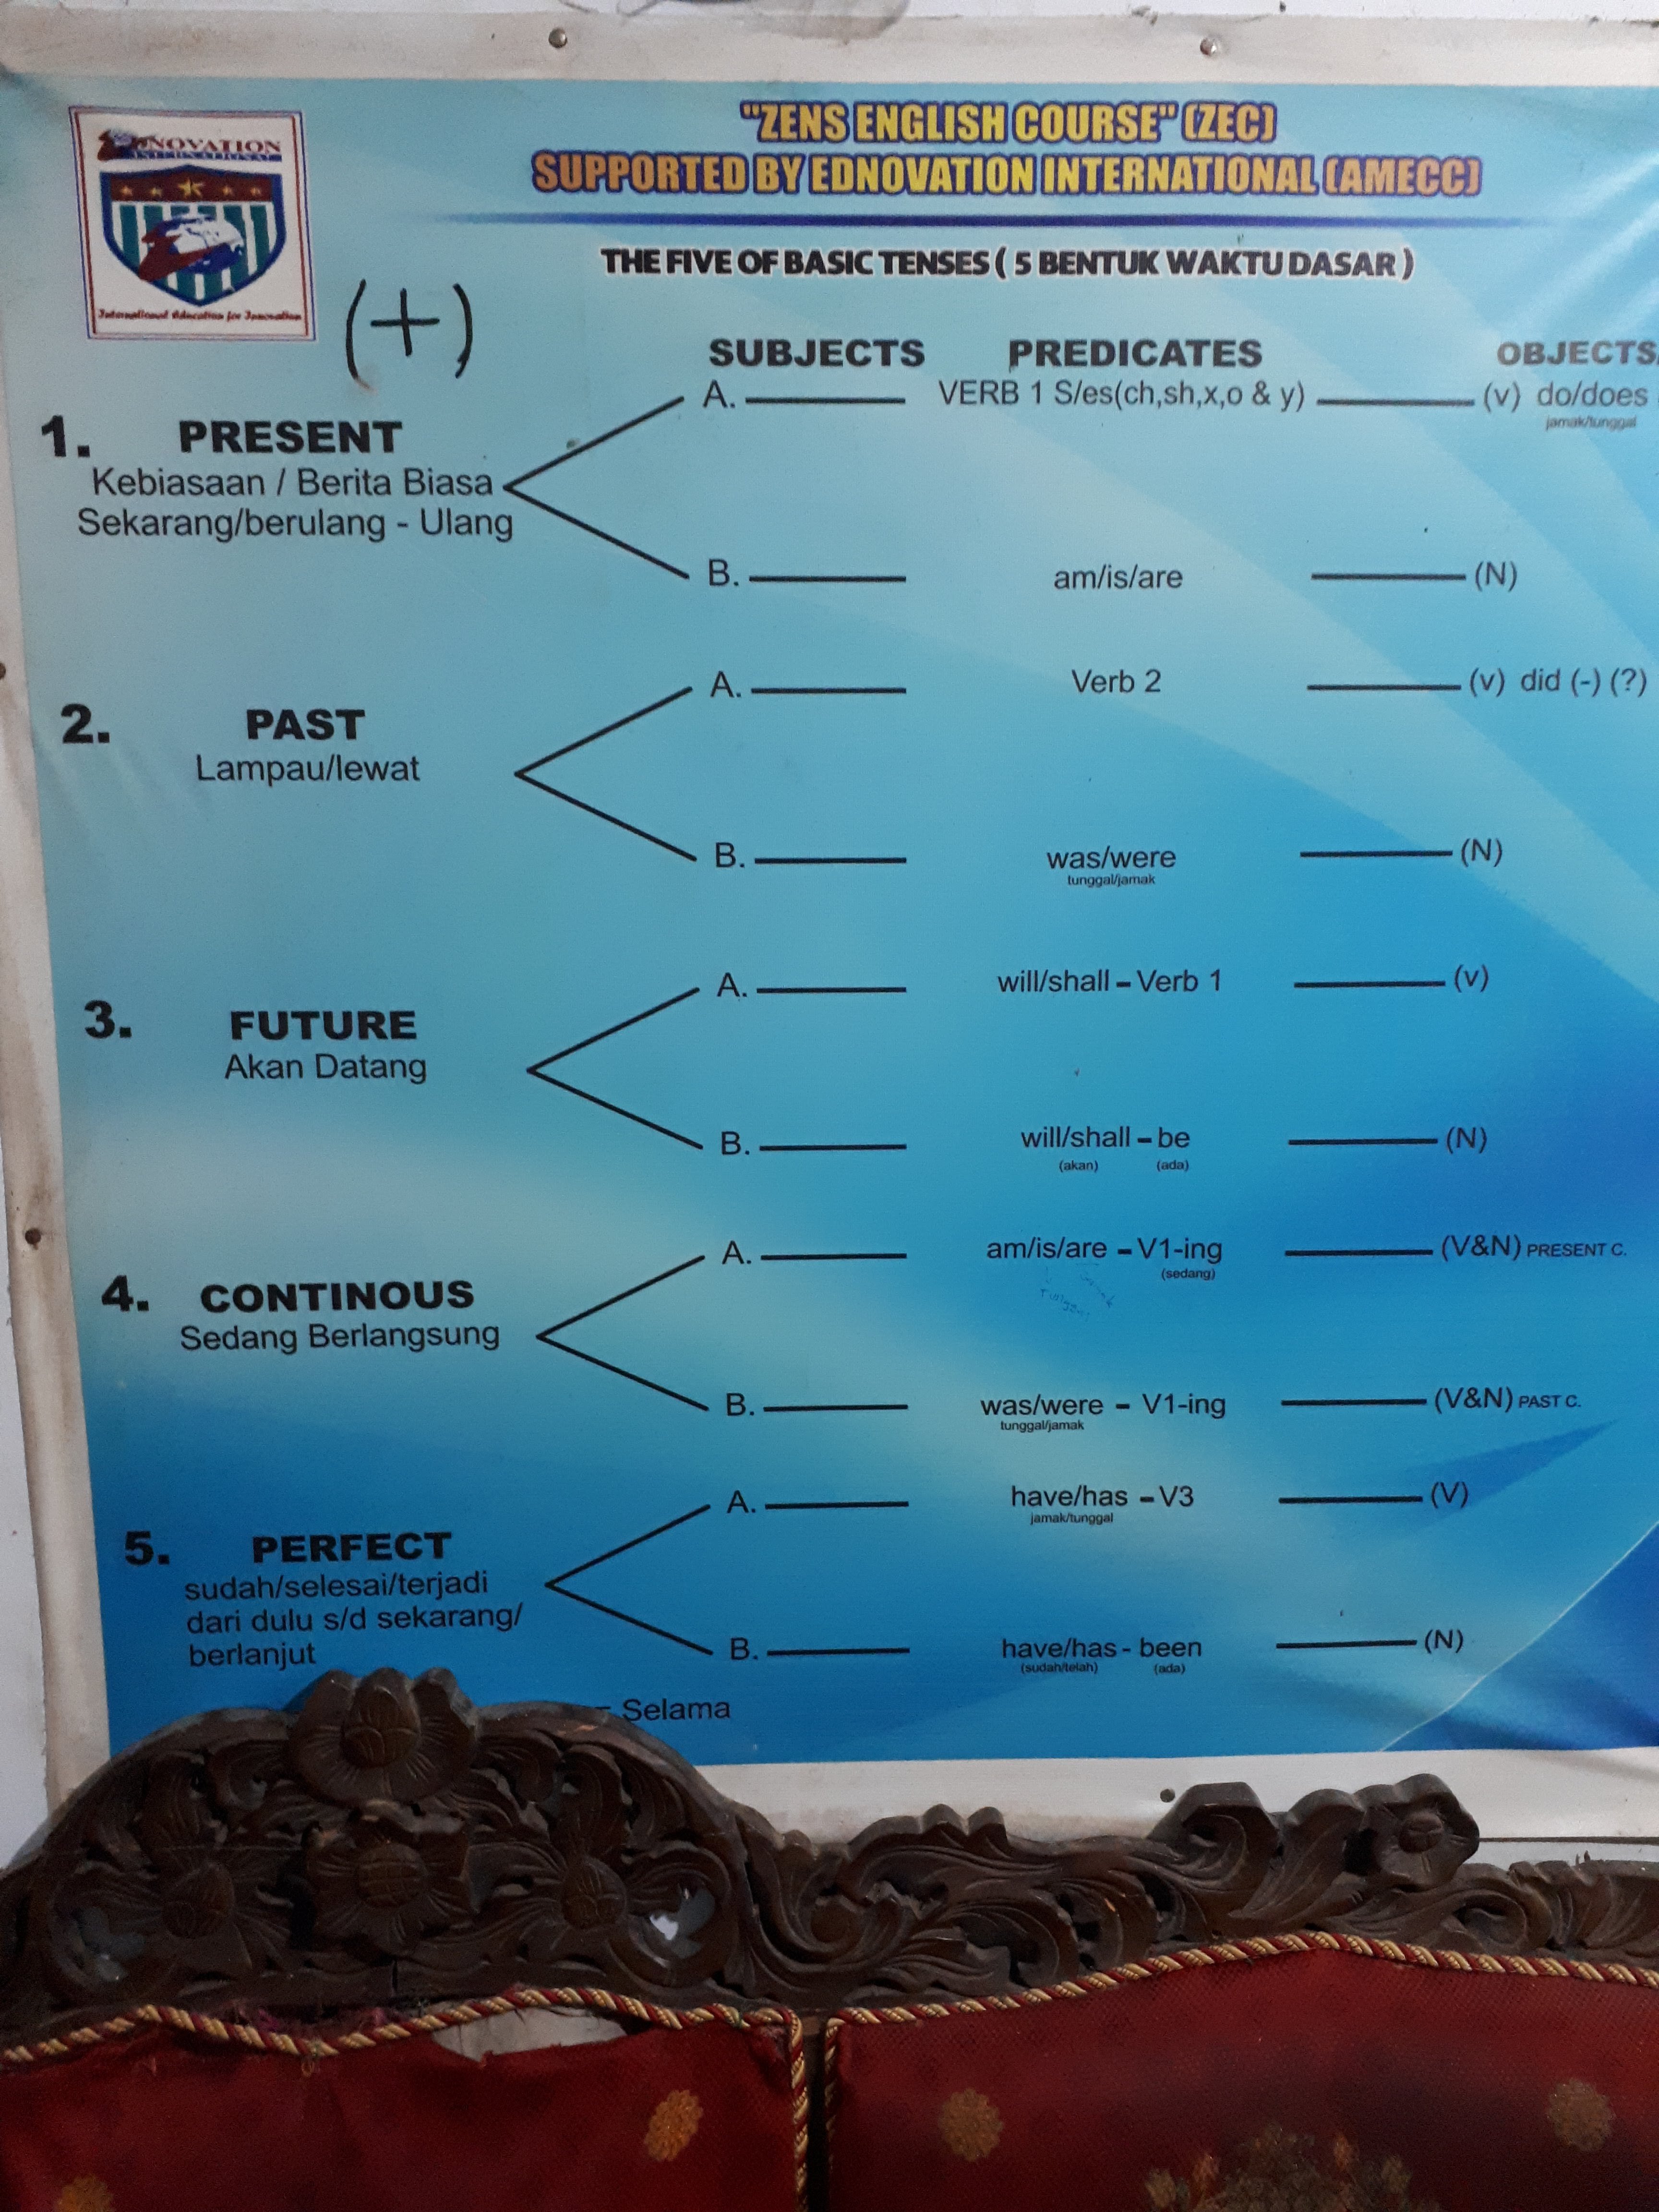 EDNOVATION
INTERNATIONAL
International Education for Innovation
"ZENS ENGLISH COURSE" (ZEC)
SUPPORTED BY EDNOVATION INTERNATIONAL (AMECC)
THE FIVE OF BASIC TENSES ( 5 BENTUK WAKTU DASAR )
(+)
SUBJECTS PREDICATES OBJECTS
1. PRESENT
Kebiasaan / Berita Biasa
Sekarang/berulang - Ulang
A. VERB 1 S/es(ch,sh,x,o & y) (v) do/does
jamak/tunggal
B. am/is/are (N)
2. PAST
Lampau/lewat
A. Verb 2 (v) did (-) (?)
B. was/were (N)
tunggal/jamak
3. FUTURE
Akan Datang
A. will/shall - Verb 1 (v)
B. will/shall - be (N)
(akan) (ada)
4. CONTINOUS
Sedang Berlangsung
A. am/is/are - V1-ing (V&N) PRESENT C.
(sedang)
B. was/were - V1-ing (V&N) PAST C.
tunggal/jamak
5. PERFECT
sudah/selesai/terjadi
dari dulu s/d sekarang/
berlanjut
A. have/has - V3 (V)
jamak/tunggal
B. have/has - been (N)
(sudah/telah) (ada)
- Selama